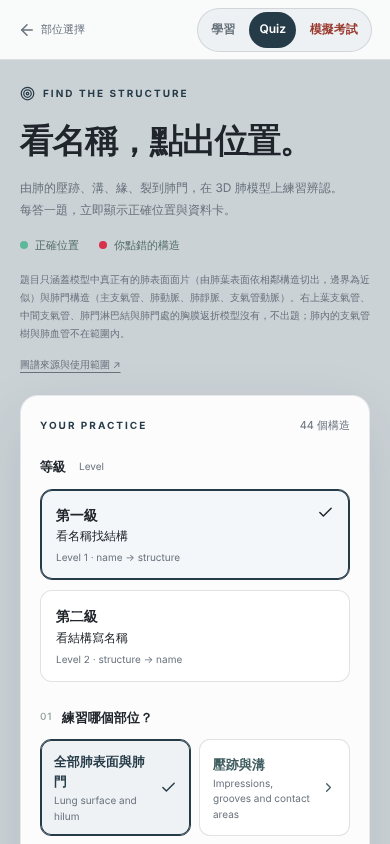 部位選擇
學習
Quiz
模擬考試
FIND THE STRUCTURE
看名稱，點出位置。
由肺的壓跡、溝、緣、裂到肺門，在 3D 肺模型上練習辨認。
每答一題，立即顯示正確位置與資料卡。
正確位置
你點錯的構造
題目只涵蓋模型中真正有的肺表面面片（由肺葉表面依相鄰構造切出，邊界為近
似）與肺門構造（主支氣管、肺動脈、肺靜脈、支氣管動脈）。右上葉支氣管、
中間支氣管、肺門淋巴結與肺門處的胸膜返折模型沒有，不出題；肺內的支氣管
樹與肺血管不在範圍內。
圖譜來源與使用範圍 ↗
YOUR PRACTICE
44 個構造
等級 Level
第一級
看名稱找結構
Level 1 · name → structure
第二級
看結構寫名稱
Level 2 · structure → name
01 練習哪個部位？
全部肺表面與肺
門
Lung surface and
hilum
壓跡與溝
Impressions,
grooves and contact
areas